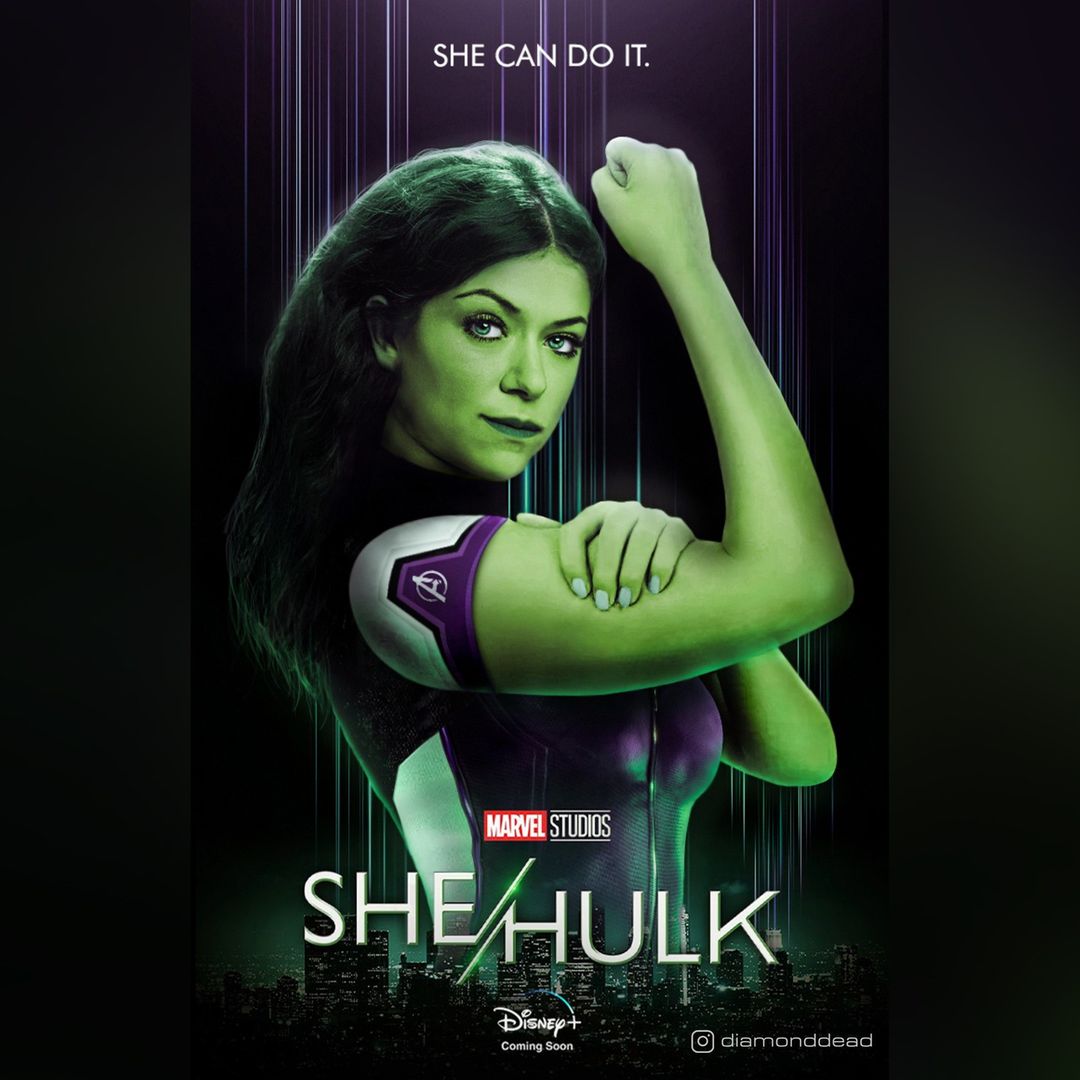 SHE CAN DO IT.
MARVEL STUDIOS
SHE/HULK
Disney+
Coming Soon
diamonddead